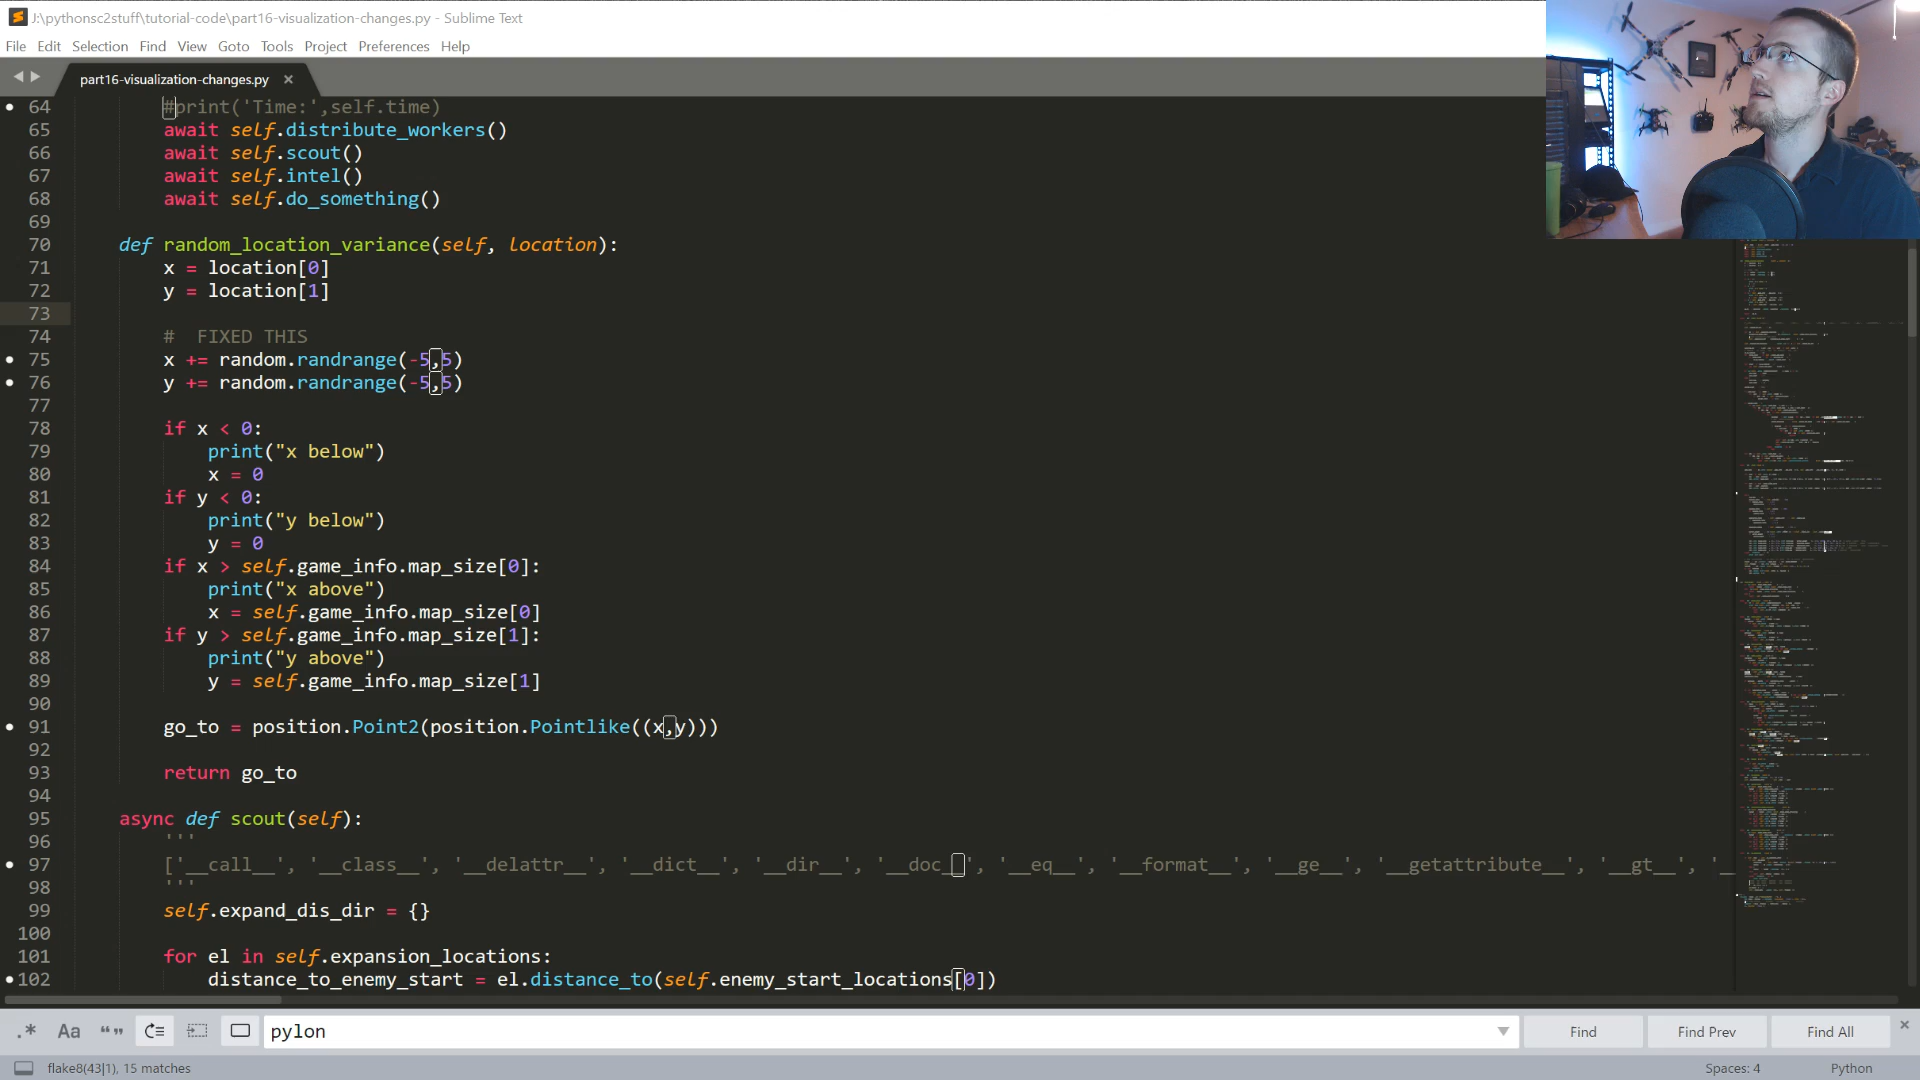 J:\pythonsc2stuff\tutorial-code\part16-visualization-changes.py - Sublime Text
File Edit Selection Find View Goto Tools Project Preferences Help
part16-visualization-changes.py
64 #print('Time:',self.time)
65 await self.distribute_workers()
66 await self.scout()
67 await self.intel()
68 await self.do_something()
69
70 def random_location_variance(self, location):
71 x = location[0]
72 y = location[1]
73
74 # FIXED THIS
75 x += random.randrange(-5,5)
76 y += random.randrange(-5,5)
77
78 if x < 0:
79 print("x below")
80 x = 0
81 if y < 0:
82 print("y below")
83 y = 0
84 if x > self.game_info.map_size[0]:
85 print("x above")
86 x = self.game_info.map_size[0]
87 if y > self.game_info.map_size[1]:
88 print("y above")
89 y = self.game_info.map_size[1]
90
91 go_to = position.Point2(position.Pointlike((x,y)))
92
93 return go_to
94
95 async def scout(self):
96 '''
97 ['__call__', '__class__', '__delattr__', '__dict__', '__dir__', '__doc__', '__eq__', '__format__', '__ge__', '__getattribute__', '__gt__', '__
98 '''
99 self.expand_dis_dir = {}
100
101 for el in self.expansion_locations:
102 distance_to_enemy_start = el.distance_to(self.enemy_start_locations[0])
.* Aa “” pylon Find Find Prev Find All
flake8(43|1), 15 matches Spaces: 4 Python